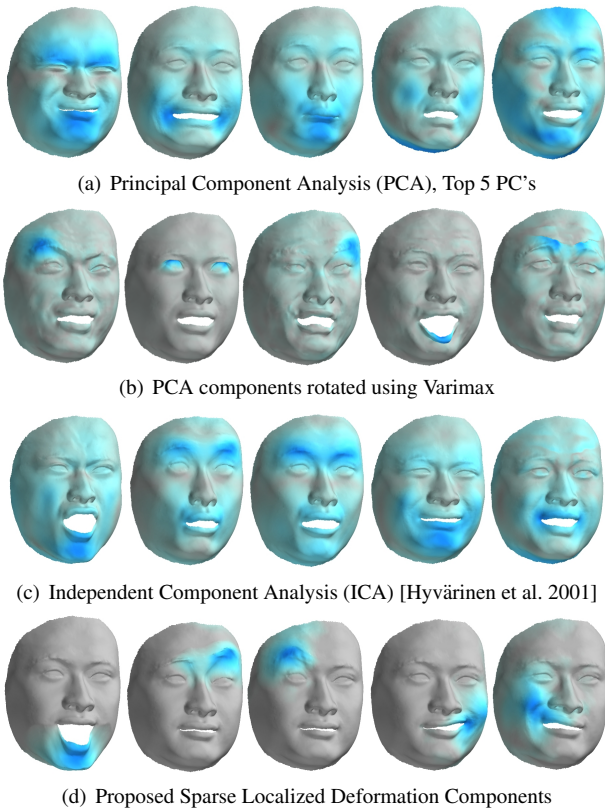 (a) Principal Component Analysis (PCA), Top 5 PC's
(b) PCA components rotated using Varimax
(c) Independent Component Analysis (ICA) [Hyvärinen et al. 2001]
(d) Proposed Sparse Localized Deformation Components